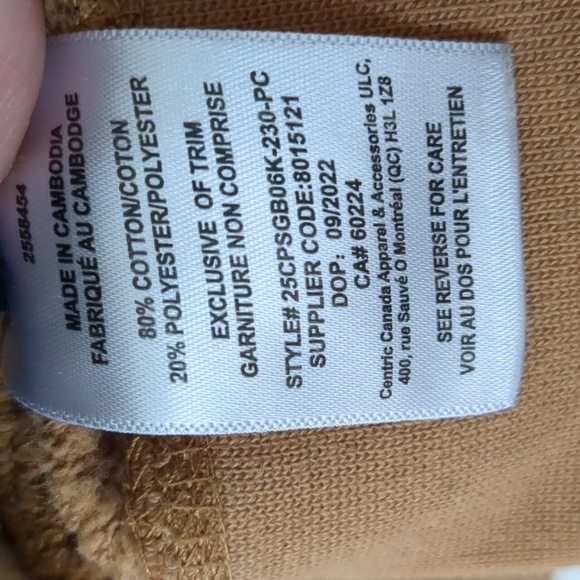 2558454
MADE IN CAMBODIA
FABRIQUÉ AU CAMBODGE
80% COTTON/COTON
20% POLYESTER/POLYESTER
EXCLUSIVE OF TRIM
GARNITURE NON COMPRISE
STYLE# 25CPSGB06K-230-PC
SUPPLIER CODE:8015121
DOP: 09/2022
CA# 60224
Centric Canada Apparel & Accessories ULC,
400, rue Sauvé O Montréal (QC) H3L 1Z8
SEE REVERSE FOR CARE
VOIR AU DOS POUR L'ENTRETIEN